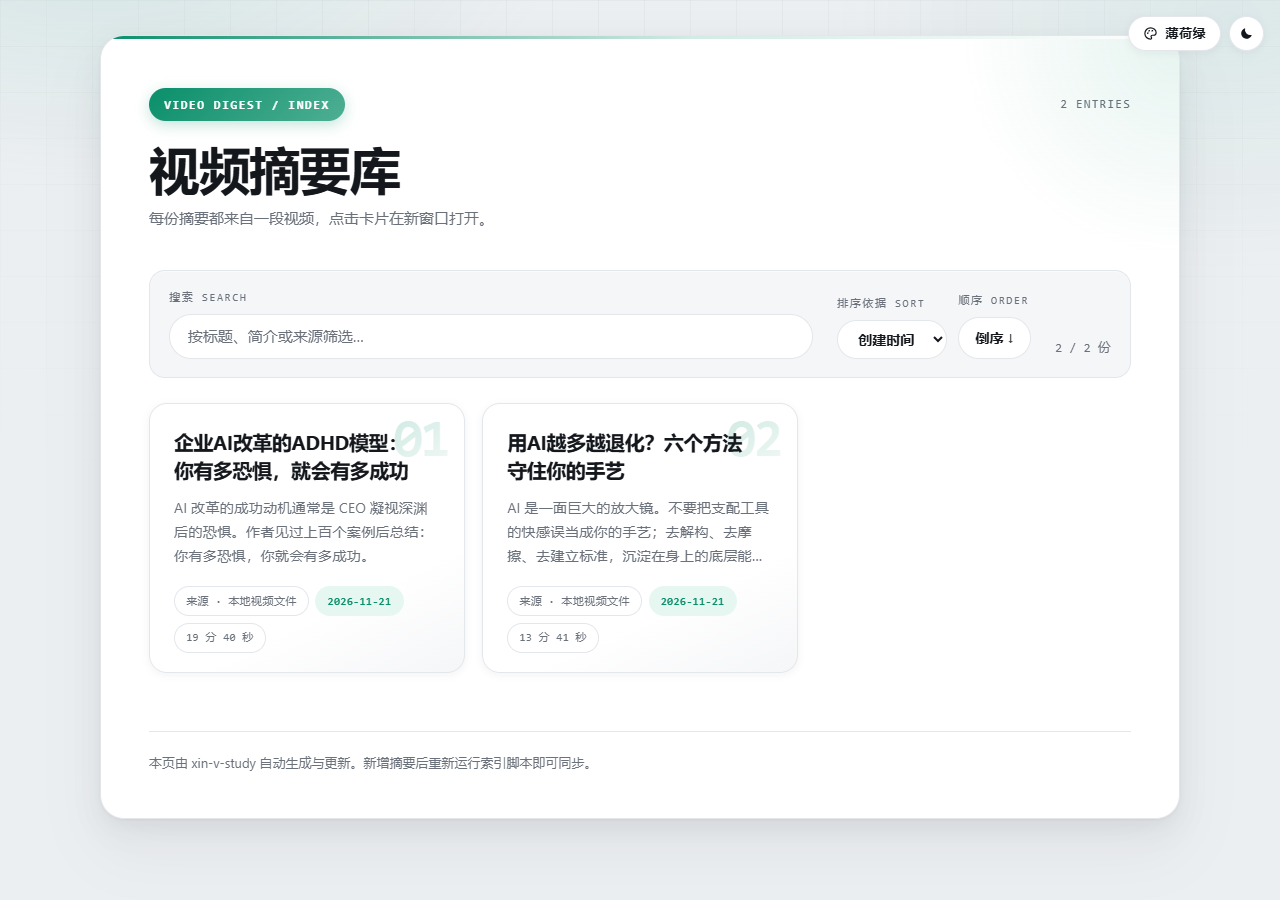 薄荷绿
VIDEO DIGEST / INDEX
2 ENTRIES
视频摘要库
每份摘要都来自一段视频，点击卡片在新窗口打开。
搜索 SEARCH
排序依据 SORT
顺序 ORDER
按标题、简介或来源筛选...
创建时间
倒序 ↓
2 / 2 份
01
企业AI改革的ADHD模型：
你有多恐惧，就会有多成功
AI 改革的成功动机通常是 CEO 凝视深渊
后的恐惧。作者见过上百个案例后总结：
你有多恐惧，你就会有多成功。
来源 · 本地视频文件
2026-11-21
19 分 40 秒
02
用AI越多越退化？六个方法
守住你的手艺
AI 是一面巨大的放大镜。不要把支配工具
的快感误当成你的手艺；去解构、去摩
擦、去建立标准，沉淀在身上的底层能...
来源 · 本地视频文件
2026-11-21
13 分 41 秒
本页由 xin-v-study 自动生成与更新。新增摘要后重新运行索引脚本即可同步。